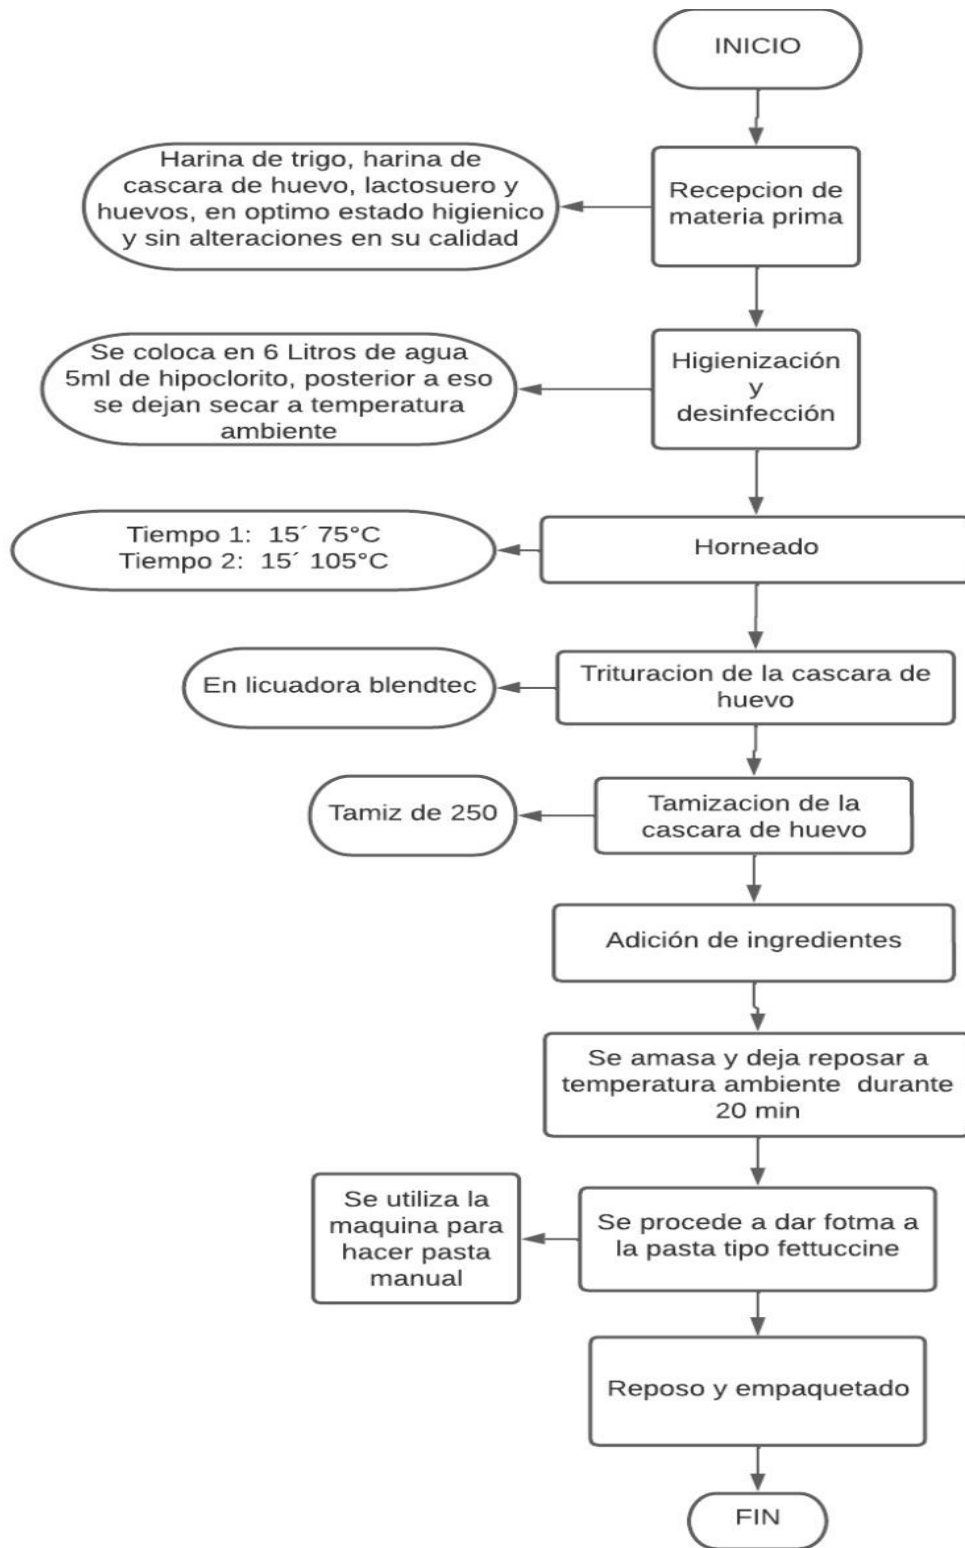 INICIO
Harina de trigo, harina de
cascara de huevo, lactosuero y
huevos, en optimo estado higienico
y sin alteraciones en su calidad
Recepcion de
materia prima
Se coloca en 6 Litros de agua
5ml de hipoclorito, posterior a eso
se dejan secar a temperatura
ambiente
Higienización
y
desinfección
Tiempo 1: 15´ 75°C
Tiempo 2: 15´ 105°C
Horneado
En licuadora blendtec
Trituracion de la cascara de
huevo
Tamiz de 250
Tamizacion de la
cascara de huevo
Adición de ingredientes
Se amasa y deja reposar a
temperatura ambiente durante
20 min
Se utiliza la
maquina para
hacer pasta
manual
Se procede a dar fotma a
la pasta tipo fettuccine
Reposo y empaquetado
FIN